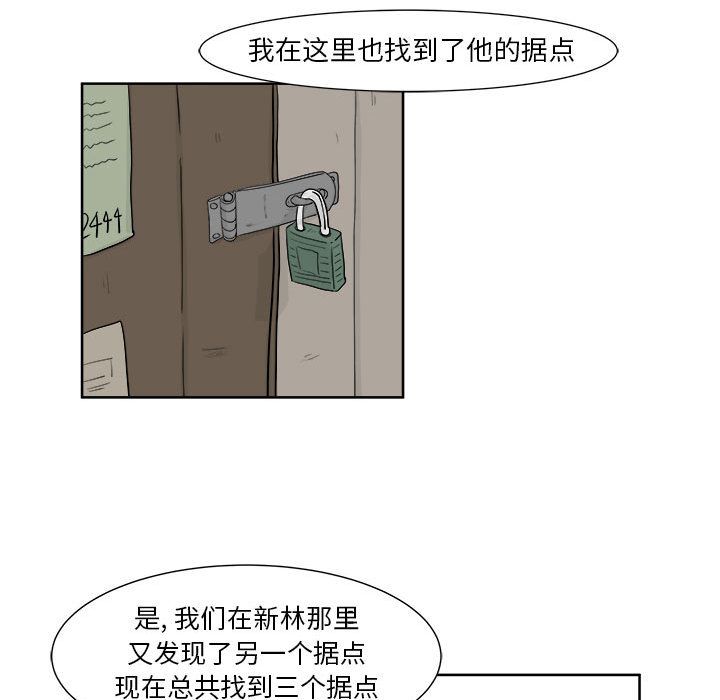 我在这里也找到了他的据点
2444
是, 我们在新林那里
又发现了另一个据点
现在总共找到三个据点